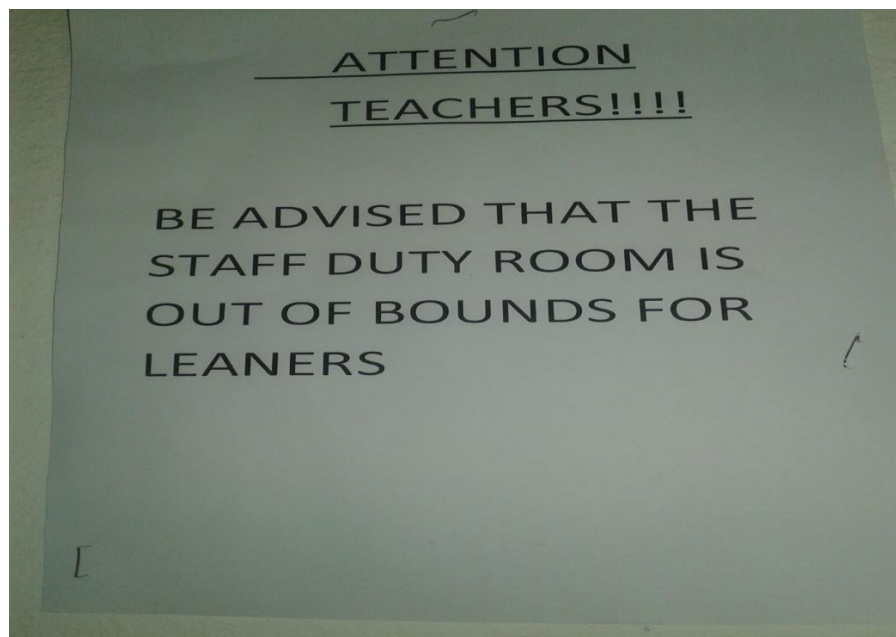 ATTENTION
TEACHERS!!!!
BE ADVISED THAT THE
STAFF DUTY ROOM IS
OUT OF BOUNDS FOR
LEANERS